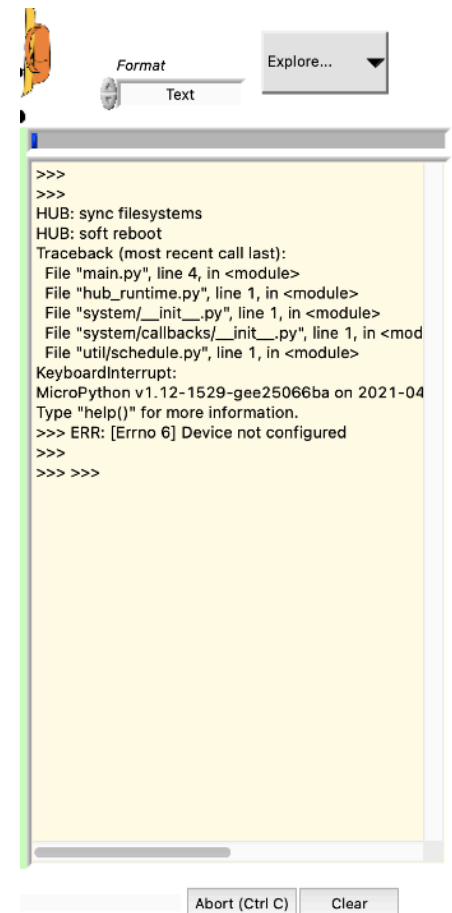 Format
Explore...
Text
>>>
>>>
HUB: sync filesystems
HUB: soft reboot
Traceback (most recent call last):
File "main.py", line 4, in <module>
File "hub_runtime.py", line 1, in <module>
File "system/__init__.py", line 1, in <module>
File "system/callbacks/__init__.py", line 1, in <mod
File "util/schedule.py", line 1, in <module>
KeyboardInterrupt:
MicroPython v1.12-1529-gee25066ba on 2021-04
Type "help()" for more information.
>>> ERR: [Errno 6] Device not configured
>>>
>>> >>>
Abort (Ctrl C)
Clear